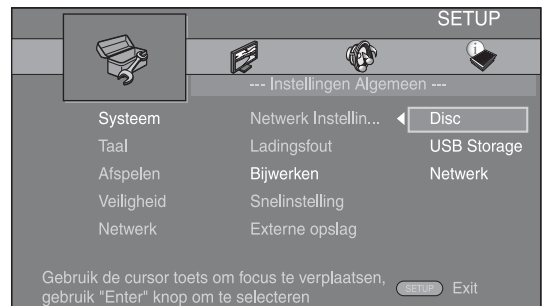 SETUP
--- Instellingen Algemeen ---
Systeem
Taal
Afspelen
Veiligheid
Netwerk
Netwerk Instellin...
Ladingsfout
Bijwerken
Snelinstelling
Externe opslag
Disc
USB Storage
Netwerk
Gebruik de cursor toets om focus te verplaatsen,
gebruik "Enter" knop om te selecteren
SETUP Exit